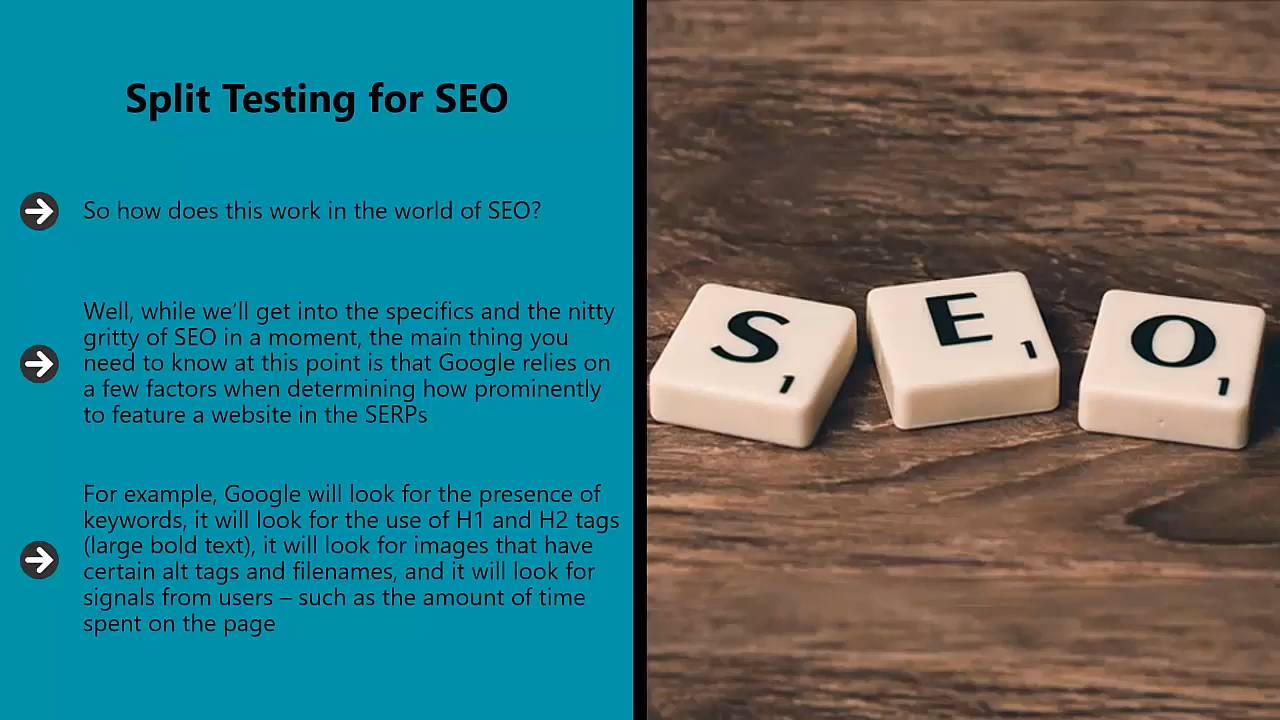 Split Testing for SEO
So how does this work in the world of SEO?
Well, while we’ll get into the specifics and the nitty
gritty of SEO in a moment, the main thing you
need to know at this point is that Google relies on
a few factors when determining how prominently
to feature a website in the SERPs
For example, Google will look for the presence of
keywords, it will look for the use of H1 and H2 tags
(large bold text), it will look for images that have
certain alt tags and filenames, and it will look for
signals from users – such as the amount of time
spent on the page
S E O
1 1 1